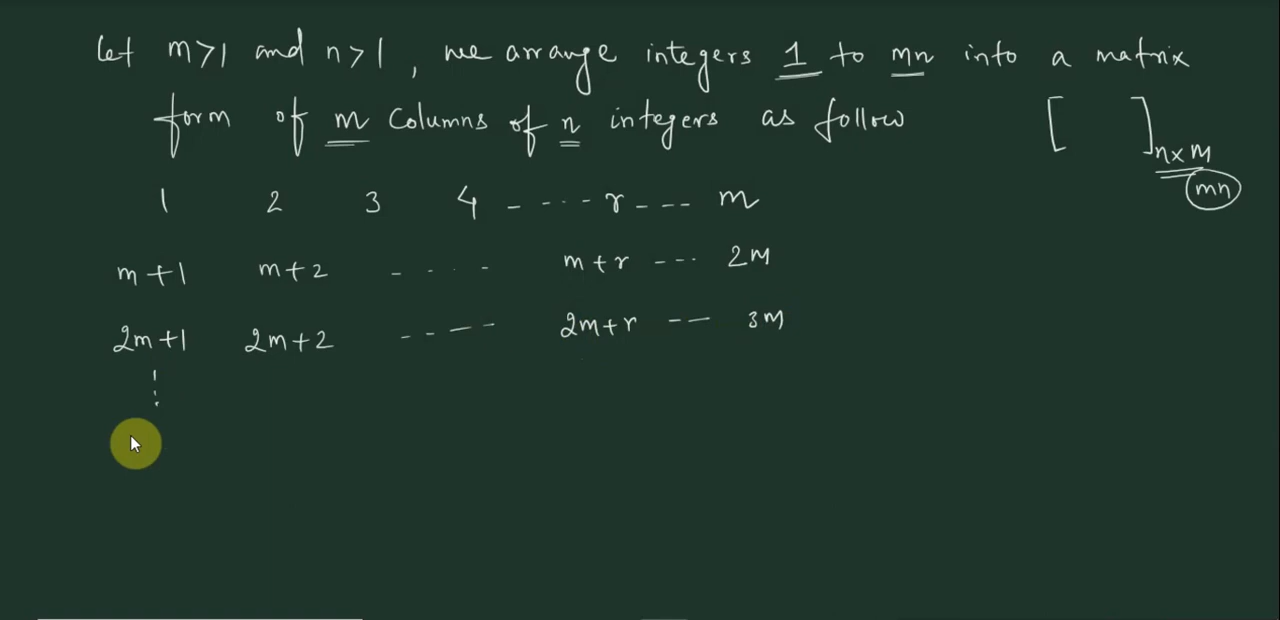 Let m>1 and n>1, we arrange integers 1 to mn into a matrix
form of m columns of n integers as follow [ ]n×m
mn
1 2 3 4 - ---- r - -- m
m+1 m+2 - - - - m+r --- 2m
2m+1 2m+2 ----- 2m+r -- 3m